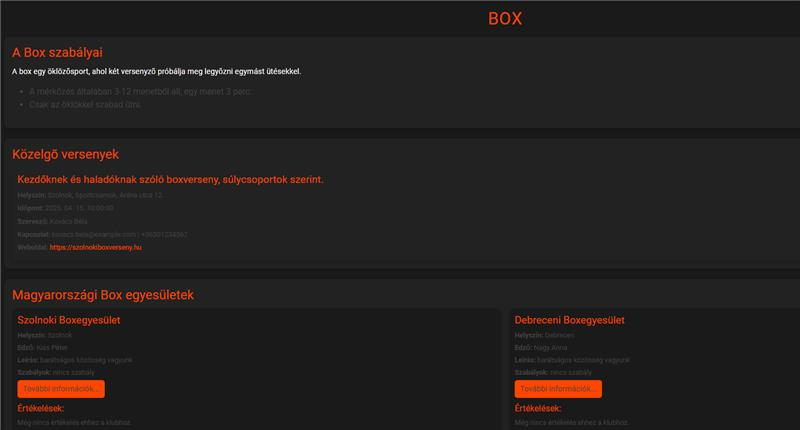 BOX
A Box szabályai
A box egy öklözősport, ahol két versenyző próbálja meg legyőzni egymást ütésekkel.
A mérkőzés általában 3-12 menetből áll, egy menet 3 perc.
Csak az öklökkel szabad ütni.
Közelgő versenyek
Kezdőknek és haladóknak szóló boxverseny, súlycsoportok szerint.
Helyszín: Szolnok, Sportcsarnok, Aréna utca 12.
Időpont: 2025. 04. 15. 10:00:00
Szervező: Kovács Béla
Kapcsolat: kovacs.bela@example.com | +36301234567
Weboldal: https://szolnokiboxverseny.hu
Magyarországi Box egyesületek
Szolnoki Boxegyesület
Helyszín: Szolnok
Edző: Kiss Péter
Leírás: barátságos közösség vagyunk
Szabályok: nincs szabály
További információk...
Értékelések:
Még nincs értékelés ehhez a klubhoz.
Debreceni Boxegyesület
Helyszín: Debrecen
Edző: Nagy Anna
Leírás: barátságos közösség vagyunk
Szabályok: nincs szabály
További információk...
Értékelések:
Még nincs értékelés ehhez a klubhoz.